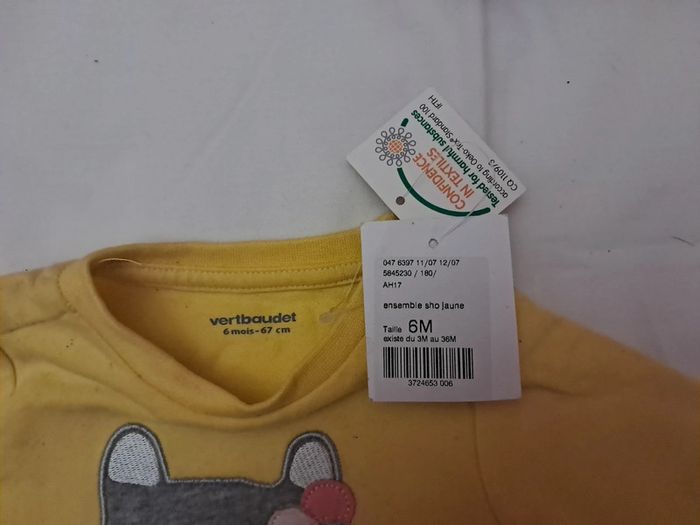 CONFIDENCE
IN TEXTILES
Tested for harmful substances
according to Oeko-Tex® Standard 100
CQ 1109/3
IFTH
047 6397 11/07 12/07
5845230 / 180/
AH17
ensemble sho jaune
Taille 6M
existe du 3M au 36M
3724653 006
vertbaudet
6 mois-67 cm